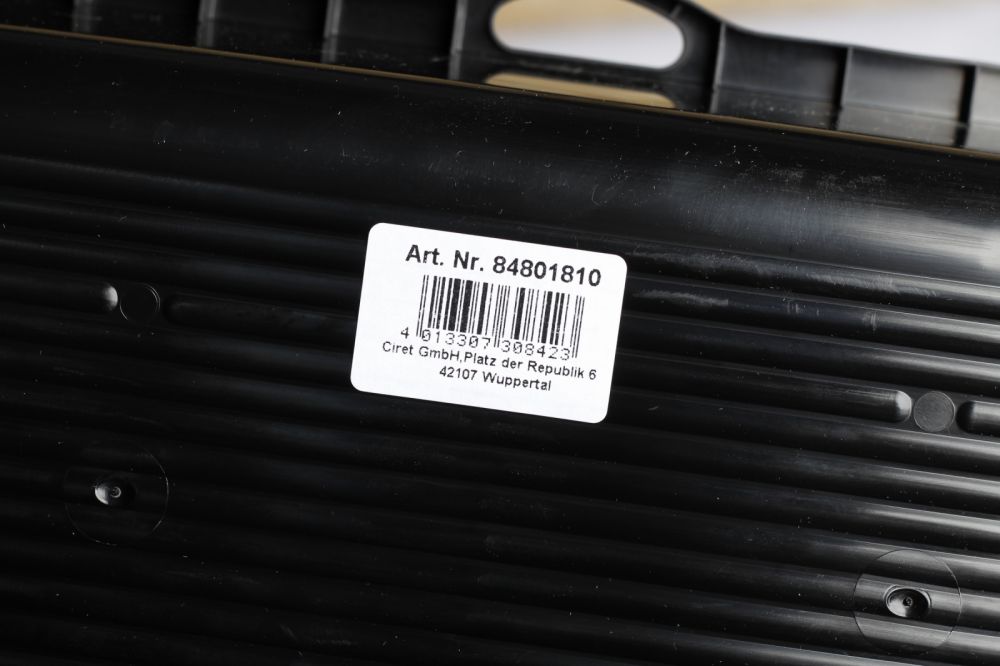 Art. Nr. 84801810
4 013307 308423
Ciret GmbH,Platz der Republik 6
42107 Wuppertal